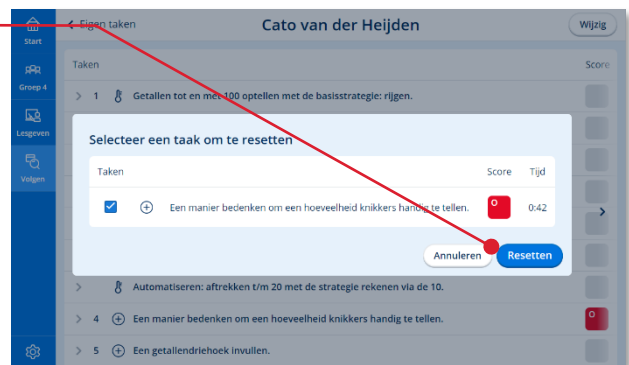 Start
Groep 4
Lesgeven
Volgen
Eigen taken
Cato van der Heijden
Wijzig
Taken
Score
1 Getallen tot en met 100 optellen met de basisstrategie: rijgen.
Selecteer een taak om te resetten
Taken Score Tijd
Een manier bedenken om een hoeveelheid knikkers handig te tellen. O 0:42
Annuleren Resetten
Automatiseren: aftrekken t/m 20 met de strategie rekenen via de 10.
4 Een manier bedenken om een hoeveelheid knikkers handig te tellen. O
5 Een getallendriehoek invullen.